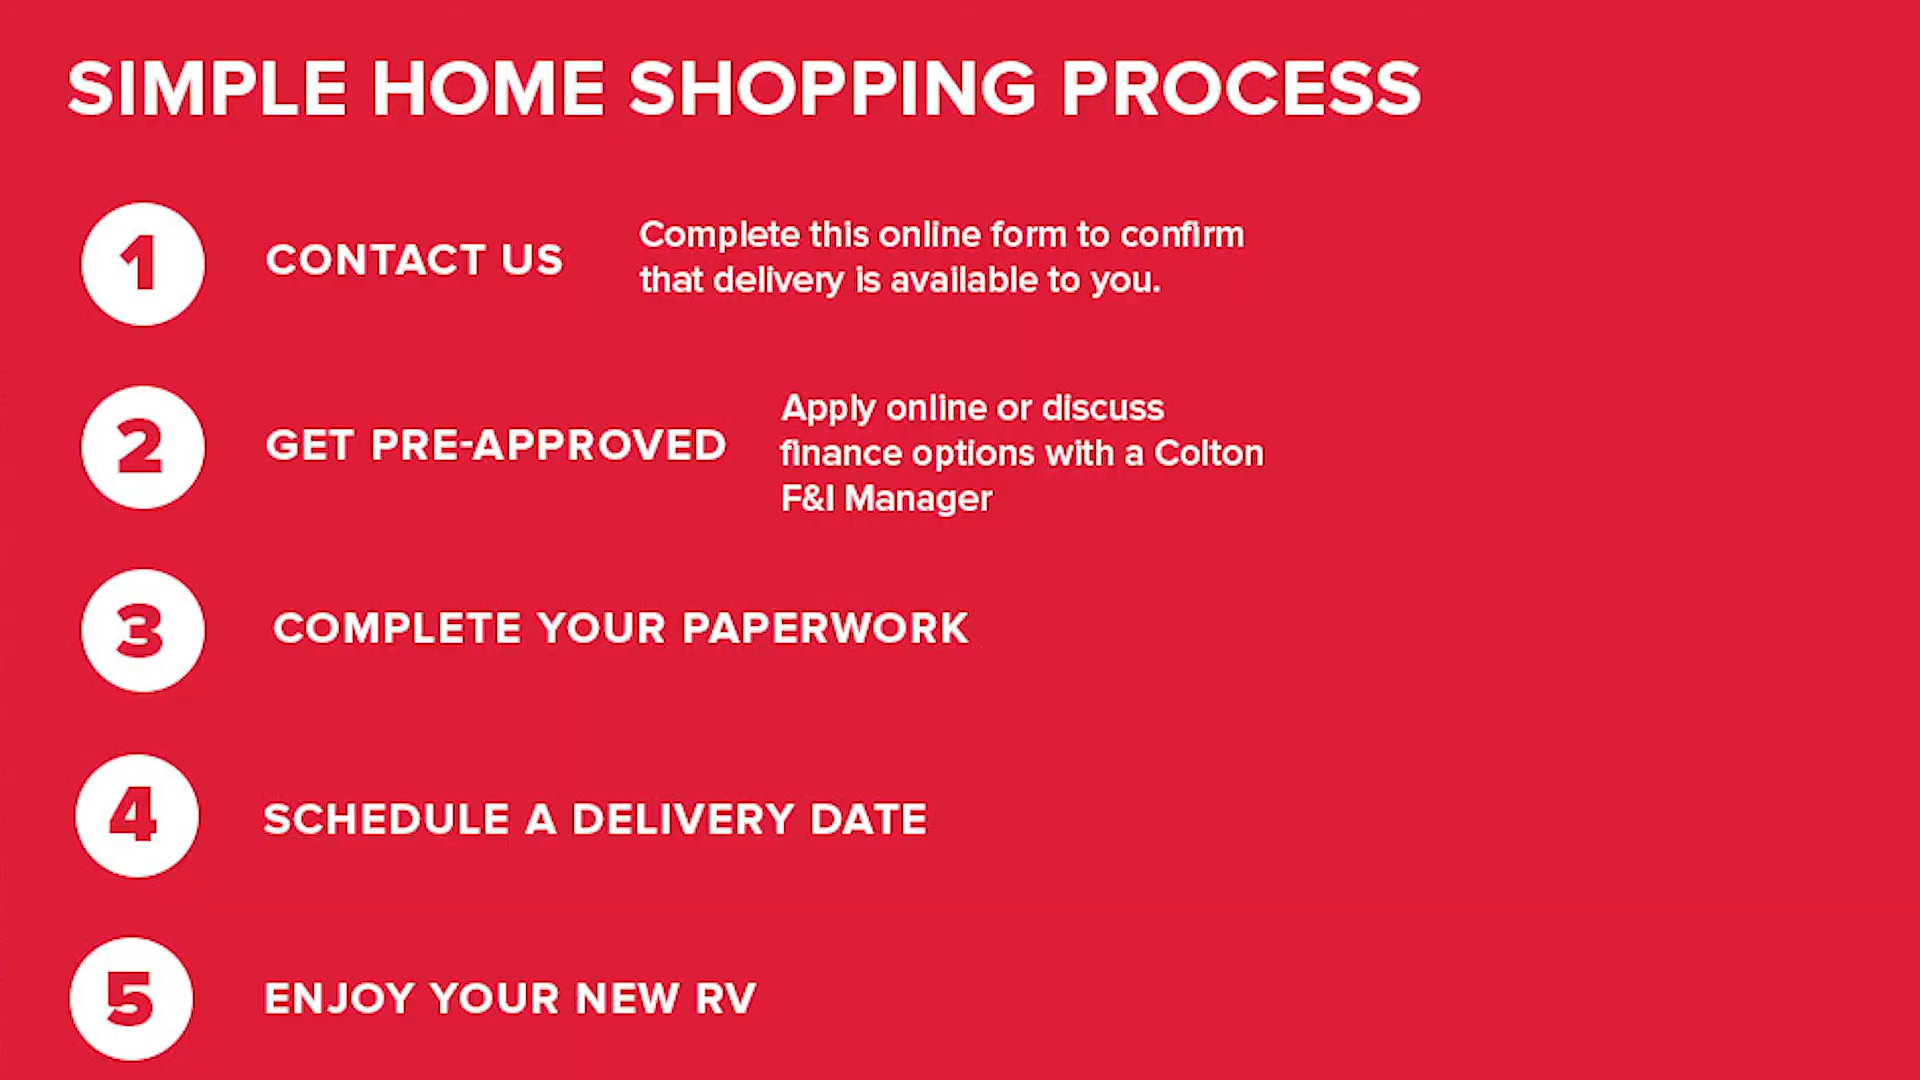 SIMPLE HOME SHOPPING PROCESS
1
CONTACT US
Complete this online form to confirm
that delivery is available to you.
2
GET PRE-APPROVED
Apply online or discuss
finance options with a Colton
F&I Manager
3
COMPLETE YOUR PAPERWORK
4
SCHEDULE A DELIVERY DATE
5
ENJOY YOUR NEW RV